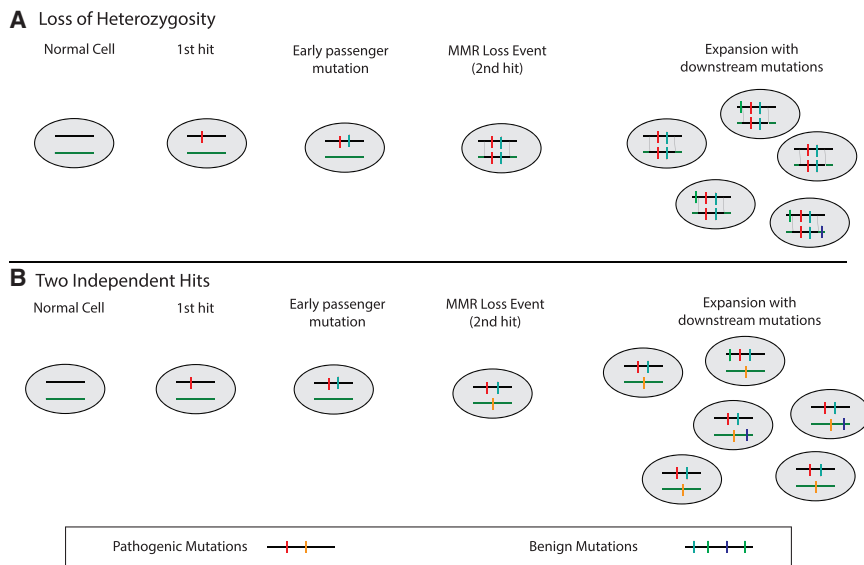 A Loss of Heterozygosity
Normal Cell
1st hit
Early passenger
mutation
MMR Loss Event
(2nd hit)
Expansion with
downstream mutations
B Two Independent Hits
Normal Cell
1st hit
Early passenger
mutation
MMR Loss Event
(2nd hit)
Expansion with
downstream mutations
Pathogenic Mutations
Benign Mutations